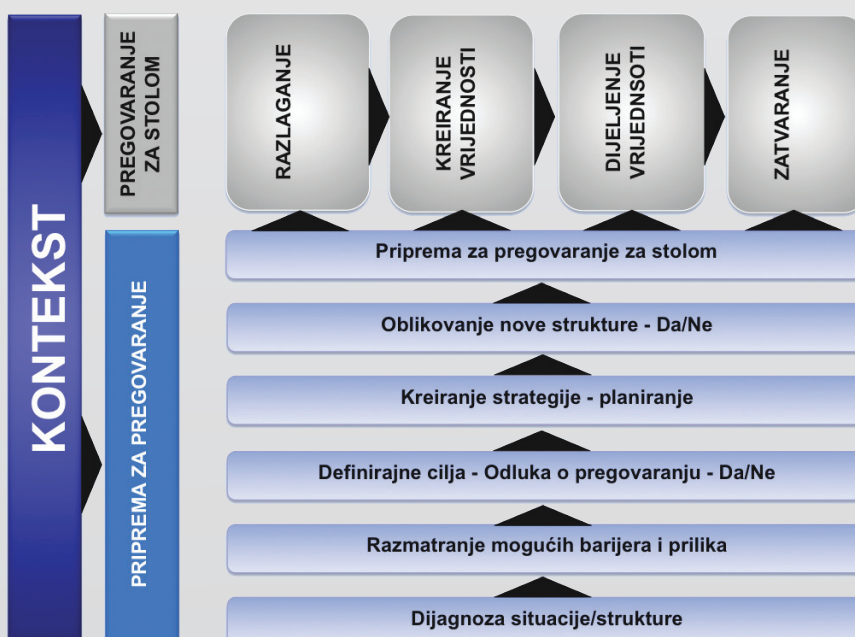 KONTEKST
PREGOVARANJE
ZA STOLOM
RAZLAGANJE
KREIRANJE
VRIJEDNOSTI
DIJELJENJE
VRIJEDNSOTI
ZATVARANJE
PRIPREMA ZA PREGOVARANJE
Priprema za pregovaranje za stolom
Oblikovanje nove strukture - Da/Ne
Kreiranje strategije - planiranje
Definirajne cilja - Odluka o pregovaranju - Da/Ne
Razmatranje mogućih barijera i prilika
Dijagnoza situacije/strukture